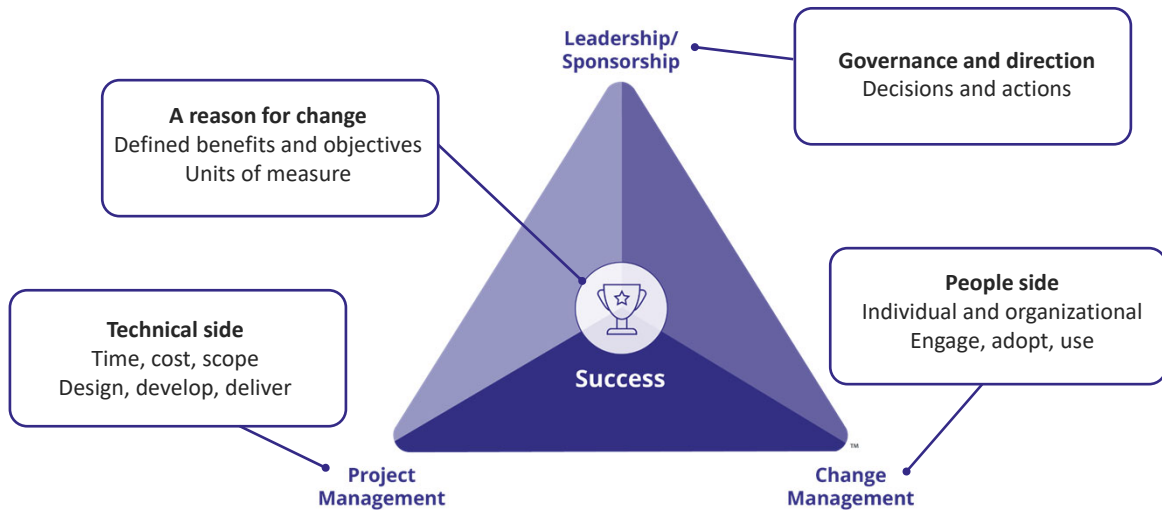 Leadership/
Sponsorship
Governance and direction
Decisions and actions
A reason for change
Defined benefits and objectives
Units of measure
People side
Individual and organizational
Engage, adopt, use
Technical side
Time, cost, scope
Design, develop, deliver
Success
TM
Project
Management
Change
Management